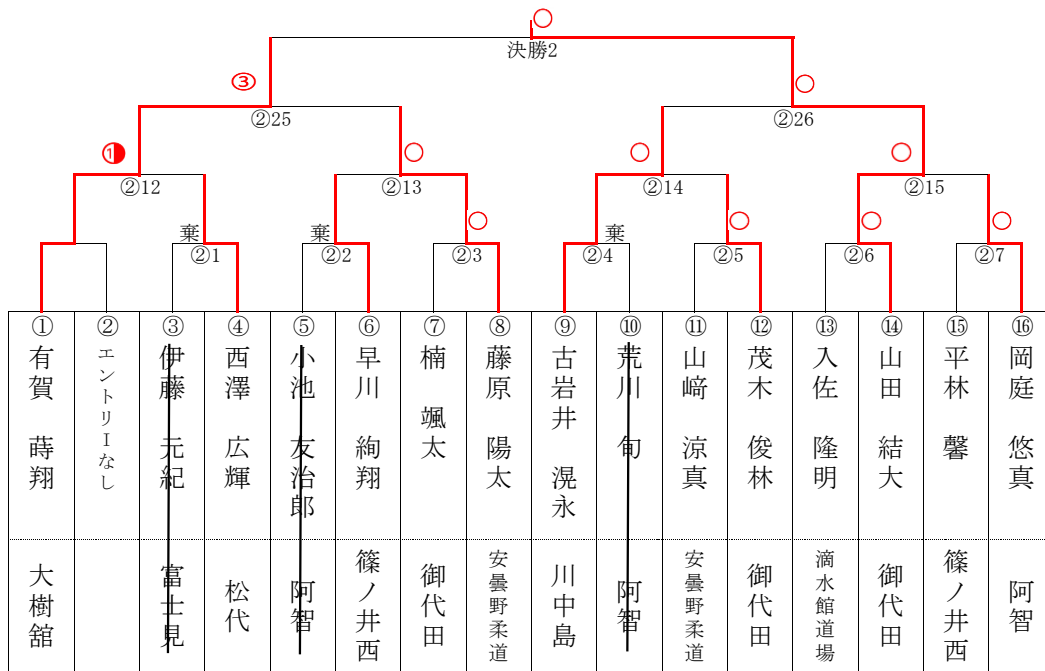 決勝2
③
②25
②26
①
②12
②13
②14
②15
棄
棄
棄
②1
②2
②3
②4
②5
②6
②7
①
②
③
④
⑤
⑥
⑦
⑧
⑨
⑩
⑪
⑫
⑬
⑭
⑮
⑯
有賀 蒔翔
エントリーなし
伊藤 元紀
西澤 広輝
小池 友治郎
早川 絢翔
楠 颯太
藤原 陽太
古岩井 滉永
荒川 旬
山﨑 涼真
茂木 俊林
入佐 隆明
山田 結大
平林 馨
岡庭 悠真
大樹舘
富士見
松代
阿智
篠ノ井西
御代田
安曇野柔道
川中島
阿智
安曇野柔道
御代田
滴水館道場
御代田
篠ノ井西
阿智